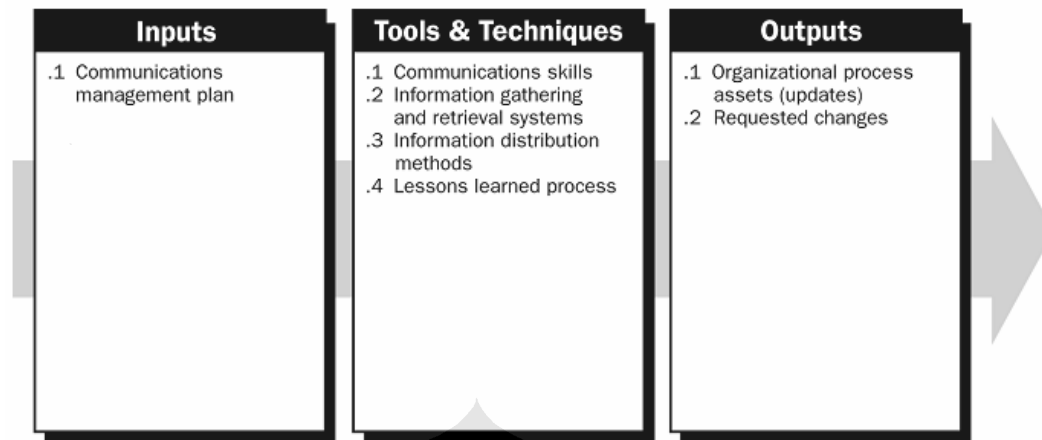 Inputs
.1 Communications
management plan
Tools & Techniques
.1 Communications skills
.2 Information gathering
and retrieval systems
.3 Information distribution
methods
.4 Lessons learned process
Outputs
.1 Organizational process
assets (updates)
.2 Requested changes